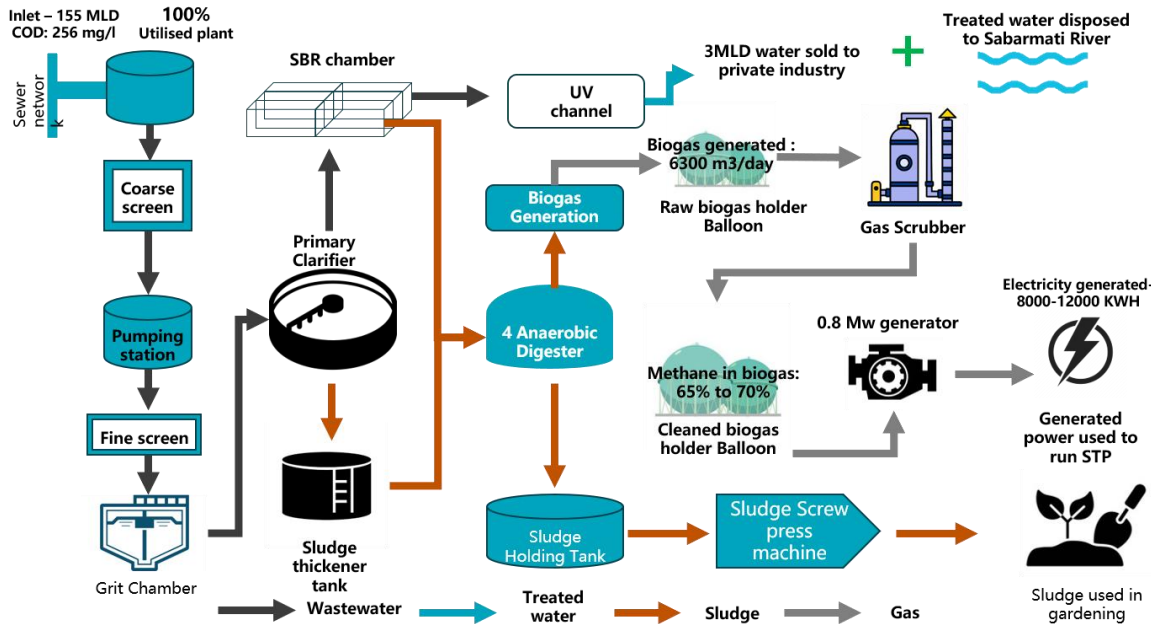 Inlet – 155 MLD
COD: 256 mg/l
100%
Utilised plant
Sewer
networ
k
Coarse
screen
Pumping
station
Fine screen
Grit Chamber
SBR chamber
Primary
Clarifier
Sludge
thickener
tank
UV
channel
3MLD water sold to
private industry
+
Treated water disposed
to Sabarmati River
Biogas
Generation
Biogas generated :
6300 m3/day
Raw biogas holder
Balloon
Gas Scrubber
4 Anaerobic
Digester
Methane in biogas:
65% to 70%
Cleaned biogas
holder Balloon
0.8 Mw generator
Electricity generated-
8000-12000 KWH
Generated
power used to
run STP
Sludge
Holding Tank
Sludge Screw
press
machine
Sludge used in
gardening
Wastewater
Treated
water
Sludge
Gas